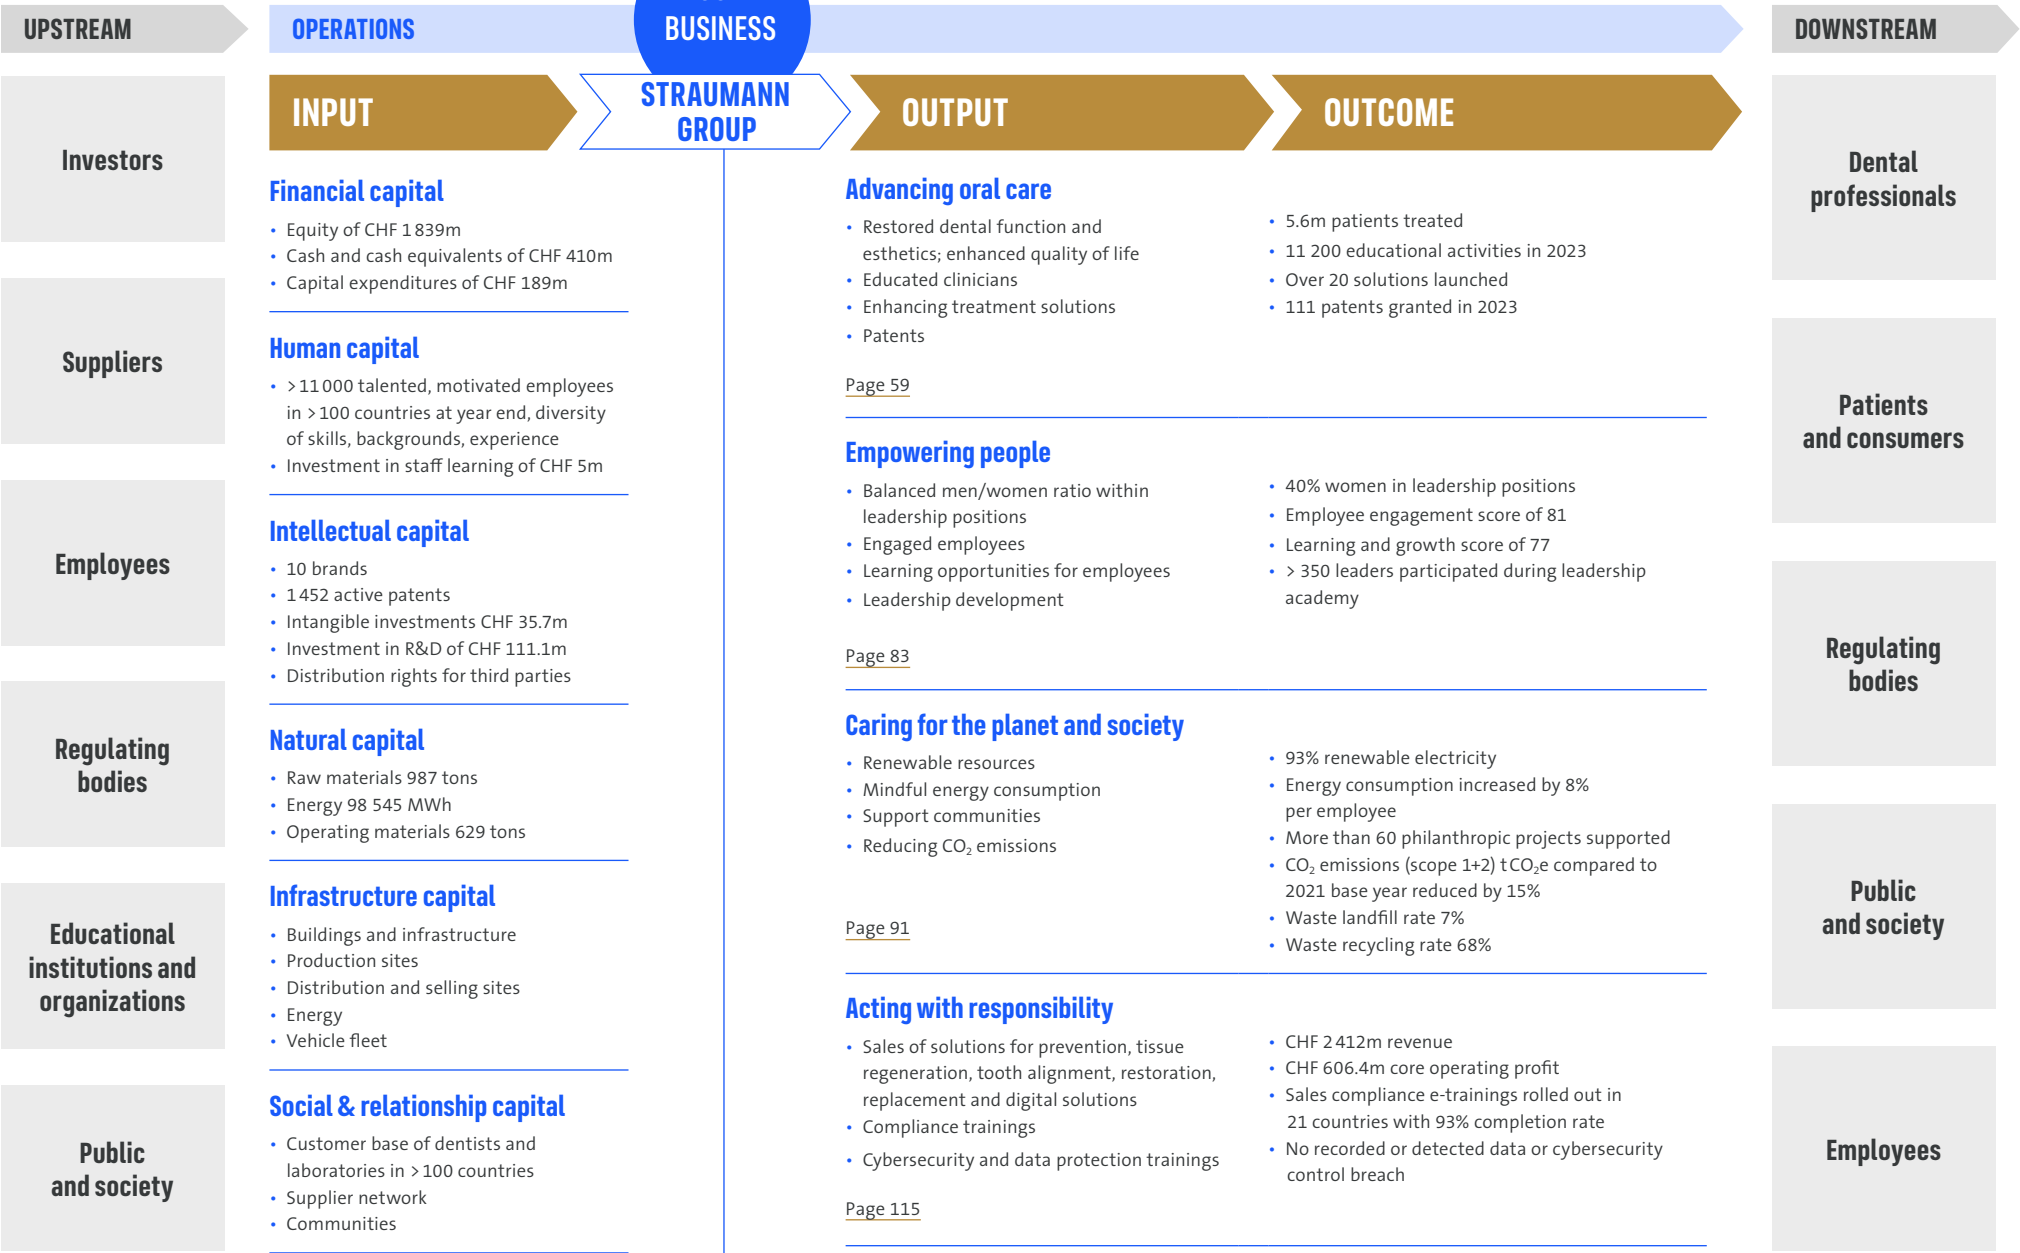 UPSTREAM
Investors
Suppliers
Employees
Regulating
bodies
Educational
institutions and
organizations
Public
and society
OPERATIONS
BUSINESS
STRAUMANN
GROUP
INPUT
Financial capital
• Equity of CHF 1 839m
• Cash and cash equivalents of CHF 410m
• Capital expenditures of CHF 189m
Human capital
• > 11 000 talented, motivated employees
in > 100 countries at year end, diversity
of skills, backgrounds, experience
• Investment in staff learning of CHF 5m
Intellectual capital
• 10 brands
• 1 452 active patents
• Intangible investments CHF 35.7m
• Investment in R&D of CHF 111.1m
• Distribution rights for third parties
Natural capital
• Raw materials 987 tons
• Energy 98 545 MWh
• Operating materials 629 tons
Infrastructure capital
• Buildings and infrastructure
• Production sites
• Distribution and selling sites
• Energy
• Vehicle fleet
Social & relationship capital
• Customer base of dentists and
laboratories in > 100 countries
• Supplier network
• Communities
OUTPUT
OUTCOME
Advancing oral care
• Restored dental function and
esthetics; enhanced quality of life
• Educated clinicians
• Enhancing treatment solutions
• Patents
Page 59
• 5.6m patients treated
• 11 200 educational activities in 2023
• Over 20 solutions launched
• 111 patents granted in 2023
Empowering people
• Balanced men/women ratio within
leadership positions
• Engaged employees
• Learning opportunities for employees
• Leadership development
Page 83
• 40% women in leadership positions
• Employee engagement score of 81
• Learning and growth score of 77
• > 350 leaders participated during leadership
academy
Caring for the planet and society
• Renewable resources
• Mindful energy consumption
• Support communities
• Reducing CO₂ emissions
Page 91
• 93% renewable electricity
• Energy consumption increased by 8%
per employee
• More than 60 philanthropic projects supported
• CO₂ emissions (scope 1+2) t CO₂e compared to
2021 base year reduced by 15%
• Waste landfill rate 7%
• Waste recycling rate 68%
Acting with responsibility
• Sales of solutions for prevention, tissue
regeneration, tooth alignment, restoration,
replacement and digital solutions
• Compliance trainings
• Cybersecurity and data protection trainings
Page 115
• CHF 2 412m revenue
• CHF 606.4m core operating profit
• Sales compliance e-trainings rolled out in
21 countries with 93% completion rate
• No recorded or detected data or cybersecurity
control breach
DOWNSTREAM
Dental
professionals
Patients
and consumers
Regulating
bodies
Public
and society
Employees